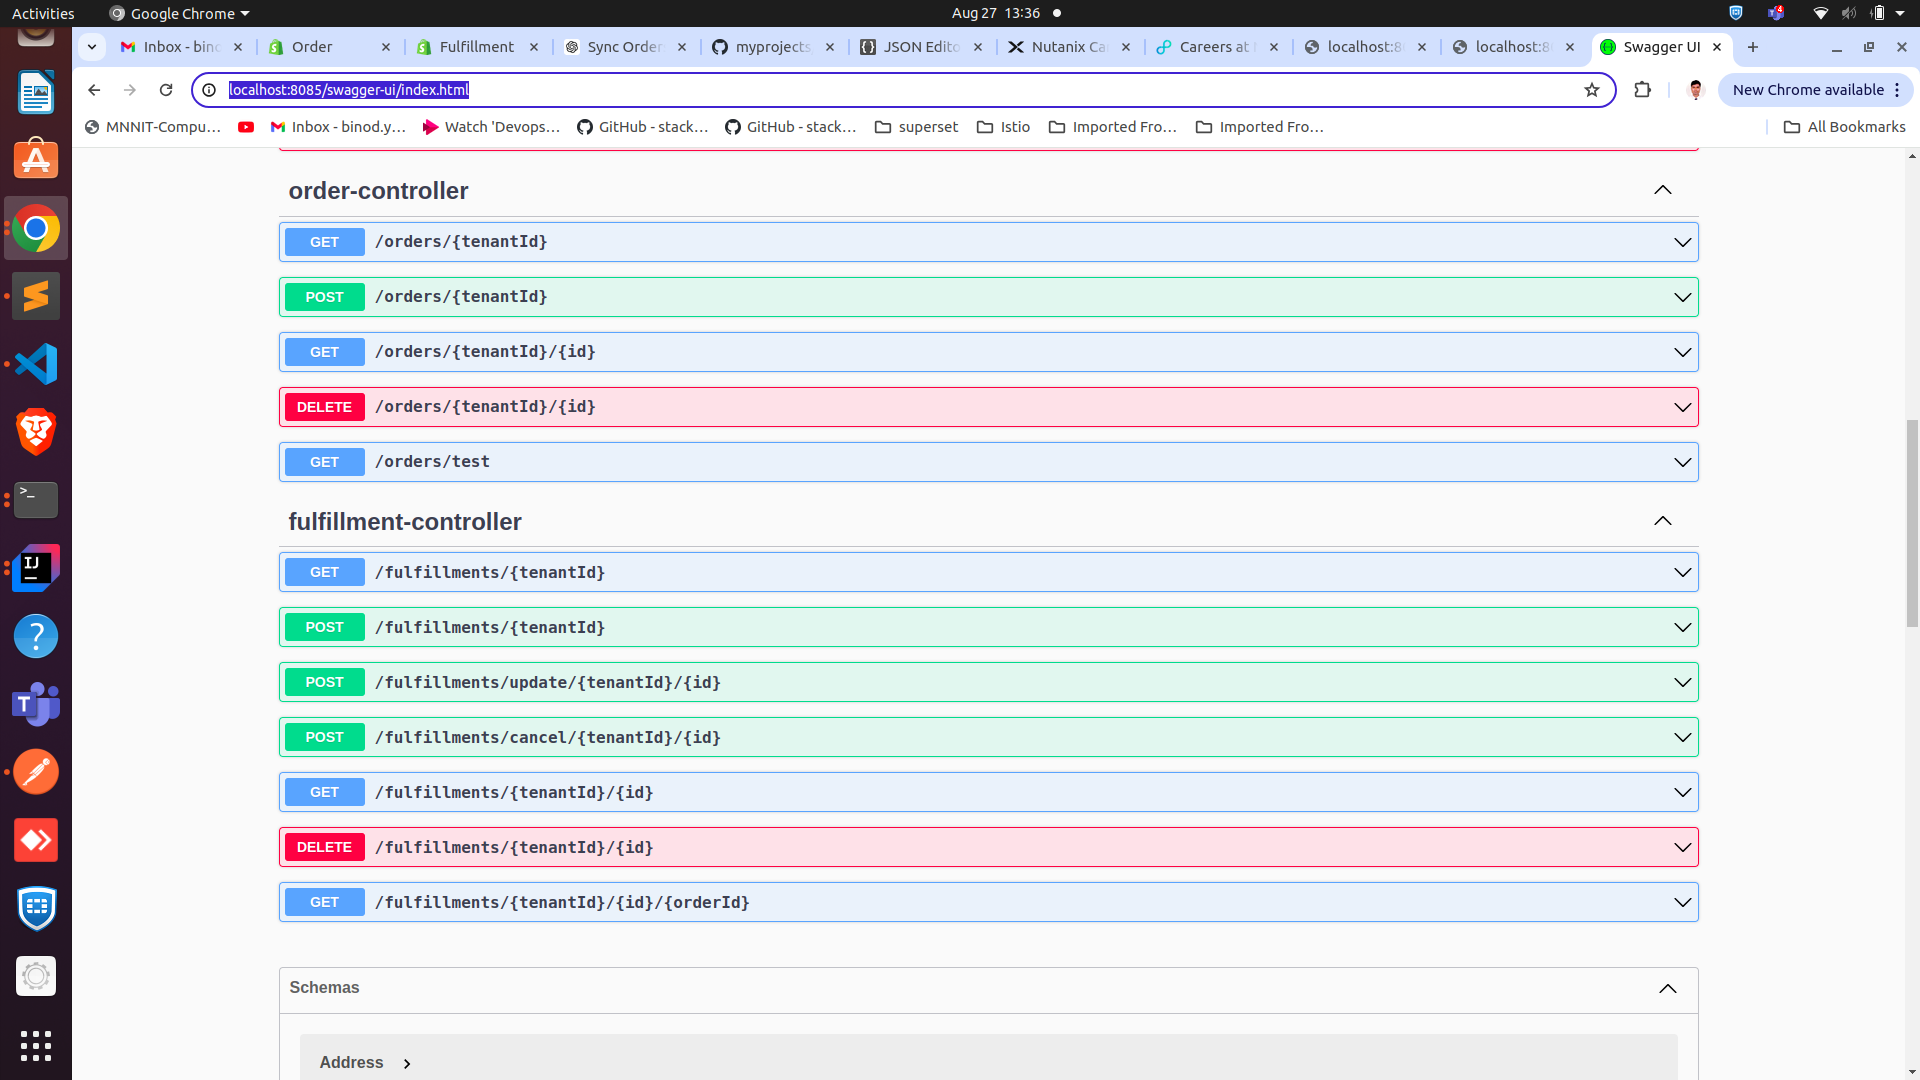 Activities
Google Chrome
Aug 27 13:36
4
Inbox - bino
Order
Fulfillment
Sync Order
myprojects
JSON Edito
Nutanix Ca
Careers at
localhost:8
localhost:8
Swagger UI
localhost:8085/swagger-ui/index.html
New Chrome available
MNNIT-Compu…
Inbox - binod.y…
Watch 'Devops…
GitHub - stack…
GitHub - stack…
superset
Istio
Imported Fro…
Imported Fro…
All Bookmarks
order-controller
GET /orders/{tenantId}
POST /orders/{tenantId}
GET /orders/{tenantId}/{id}
DELETE /orders/{tenantId}/{id}
GET /orders/test
fulfillment-controller
GET /fulfillments/{tenantId}
POST /fulfillments/{tenantId}
POST /fulfillments/update/{tenantId}/{id}
POST /fulfillments/cancel/{tenantId}/{id}
GET /fulfillments/{tenantId}/{id}
DELETE /fulfillments/{tenantId}/{id}
GET /fulfillments/{tenantId}/{id}/{orderId}
Schemas
Address